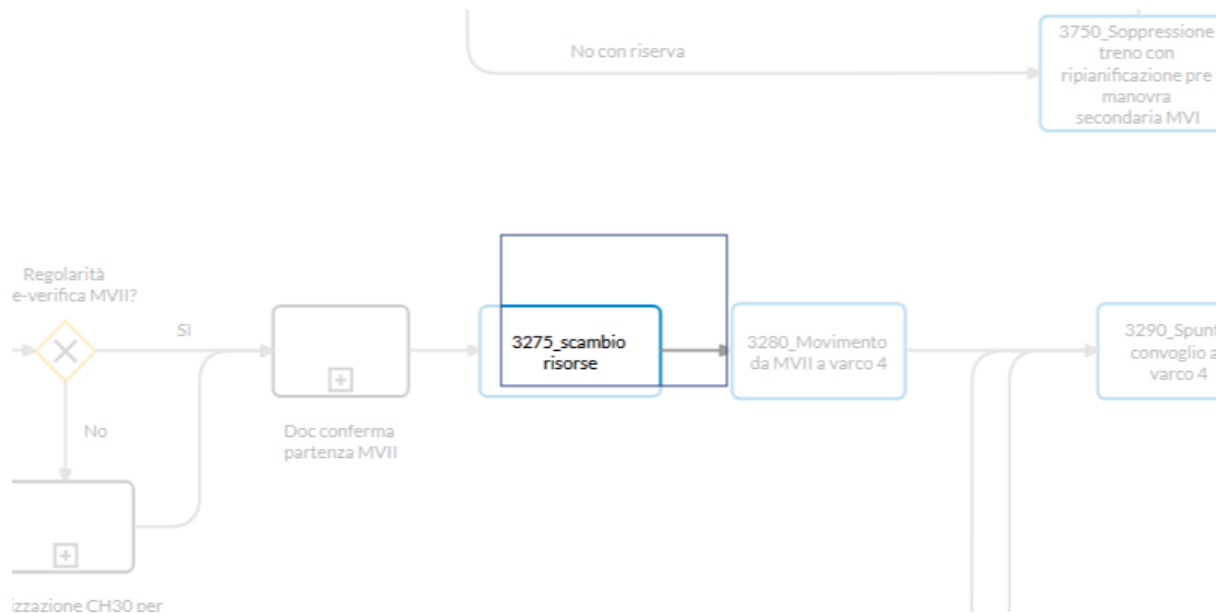 No con riserva
3750_Soppressione
treno con
ripianificazione pre
manovra
secondaria MVI
Regolarità
e-verifica MVII?
Sì
3275_scambio
risorse
3280_Movimento
da MVII a varco 4
3290_Spunt
convoglio a
varco 4
No
Doc conferma
partenza MVII
izzazione CH30 per